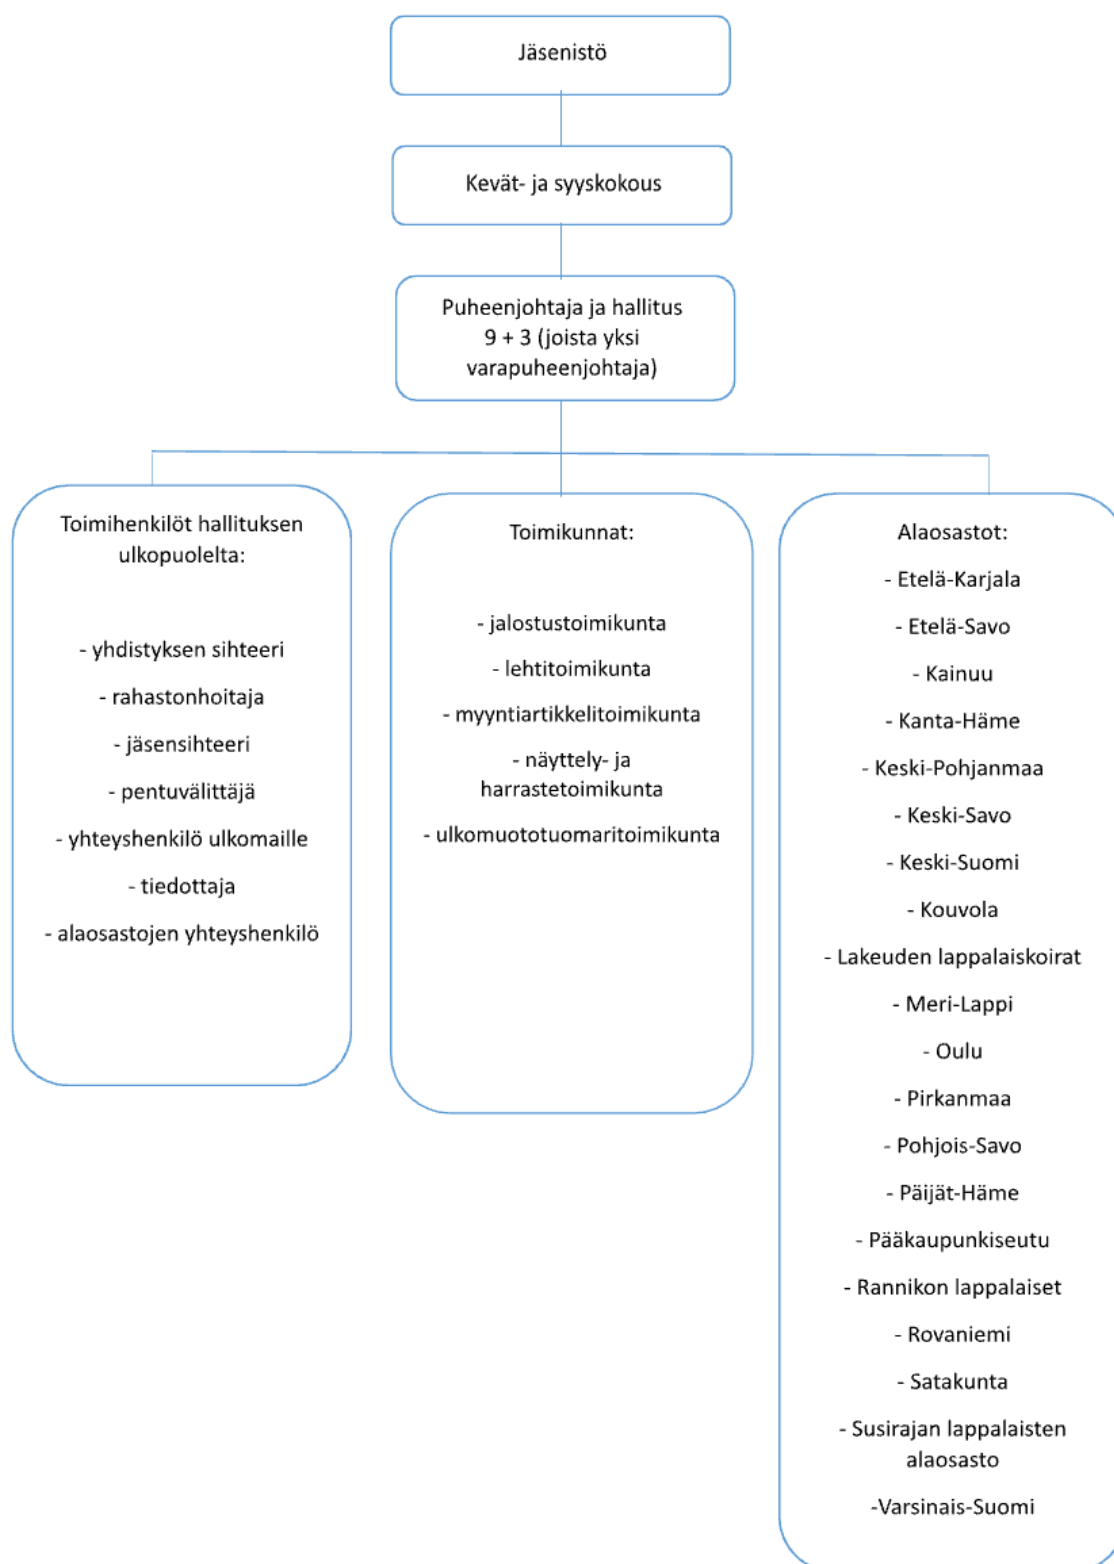 Jäsenistö
Kevät- ja syyskokous
Puheenjohtaja ja hallitus
9 + 3 (joista yksi
varapuheenjohtaja)
Toimihenkilöt hallituksen
ulkopuolelta:
- yhdistyksen sihteeri
- rahastonhoitaja
- jäsensihteeri
- pentuvälittäjä
- yhteyshenkilö ulkomaille
- tiedottaja
- alaosastojen yhteyshenkilö
Toimikunnat:
- jalostustoimikunta
- lehtitoimikunta
- myyntiartikkelitoimikunta
- näyttely- ja
harrastetoimikunta
- ulkomuototuomaritoimikunta
Alaosastot:
- Etelä-Karjala
- Etelä-Savo
- Kainuu
- Kanta-Häme
- Keski-Pohjanmaa
- Keski-Savo
- Keski-Suomi
- Kouvola
- Lakeuden lappalaiskoirat
- Meri-Lappi
- Oulu
- Pirkanmaa
- Pohjois-Savo
- Päijät-Häme
- Pääkaupunkiseutu
- Rannikon lappalaiset
- Rovaniemi
- Satakunta
- Susirajan lappalaisten
alaosasto
-Varsinais-Suomi